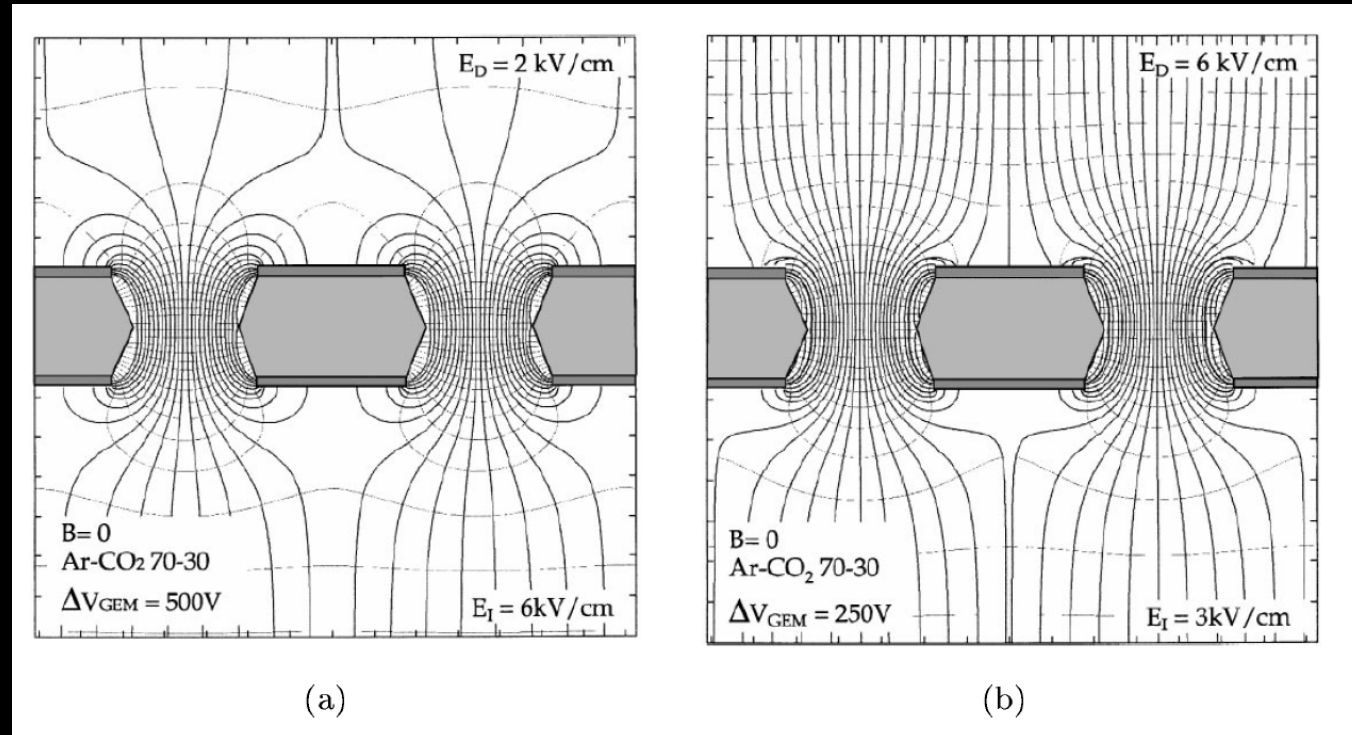 E_D = 2 kV/cm
B= 0
Ar-CO2 70-30
ΔV_GEM = 500V
E_I = 6kV/cm
(a)
E_D = 6 kV/cm
B= 0
Ar-CO₂ 70-30
ΔV_GEM = 250V
E_I = 3kV/cm
(b)